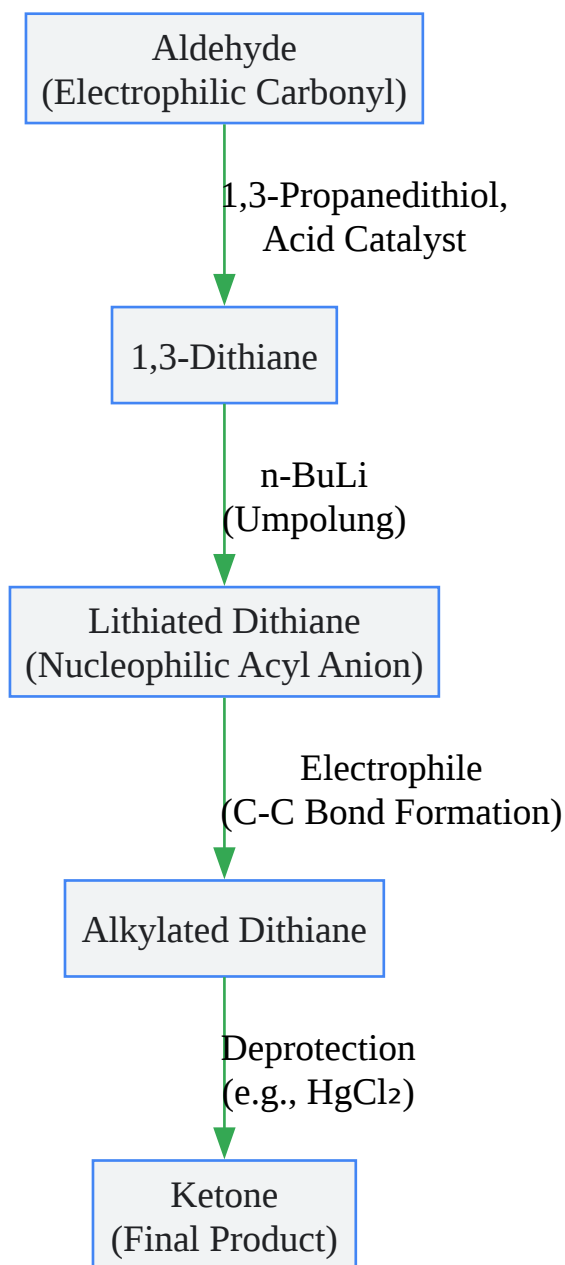 Aldehyde
(Electrophilic Carbonyl)
1,3-Propanedithiol,
Acid Catalyst
1,3-Dithiane
n-BuLi
(Umpolung)
Lithiated Dithiane
(Nucleophilic Acyl Anion)
Electrophile
(C-C Bond Formation)
Alkylated Dithiane
Deprotection
(e.g., HgCl₂)
Ketone
(Final Product)